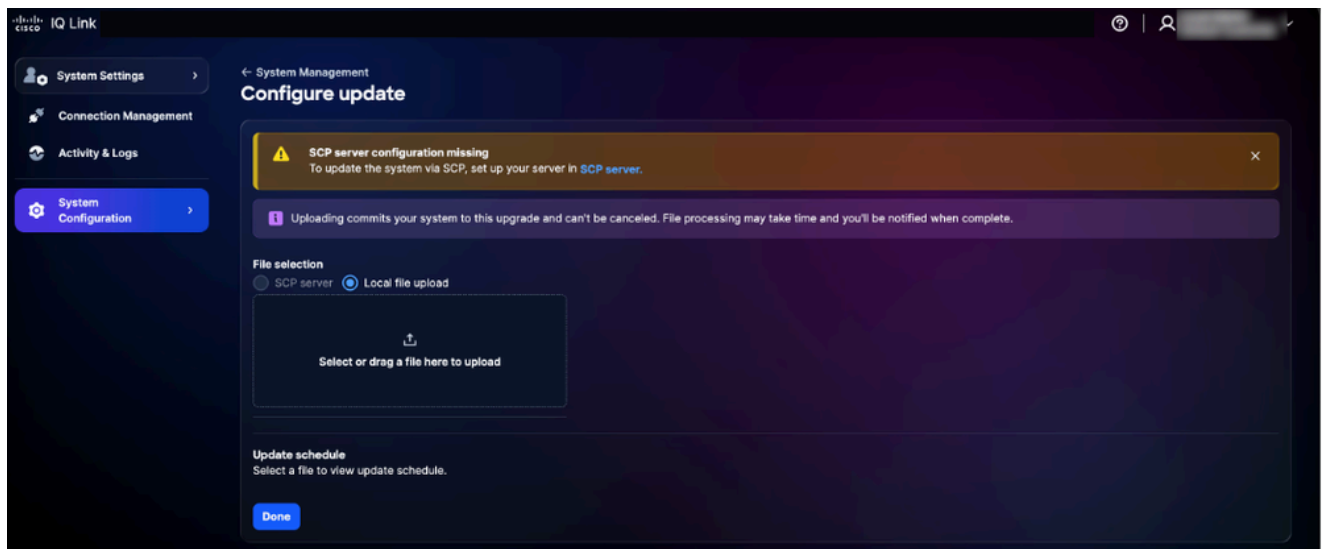 cisco IQ Link
System Settings
← System Management
Configure update
Connection Management
Activity & Logs
System
Configuration
SCP server configuration missing
To update the system via SCP, set up your server in SCP server.
Uploading commits your system to this upgrade and can't be canceled. File processing may take time and you'll be notified when complete.
File selection
SCP server Local file upload
Select or drag a file here to upload
Update schedule
Select a file to view update schedule.
Done